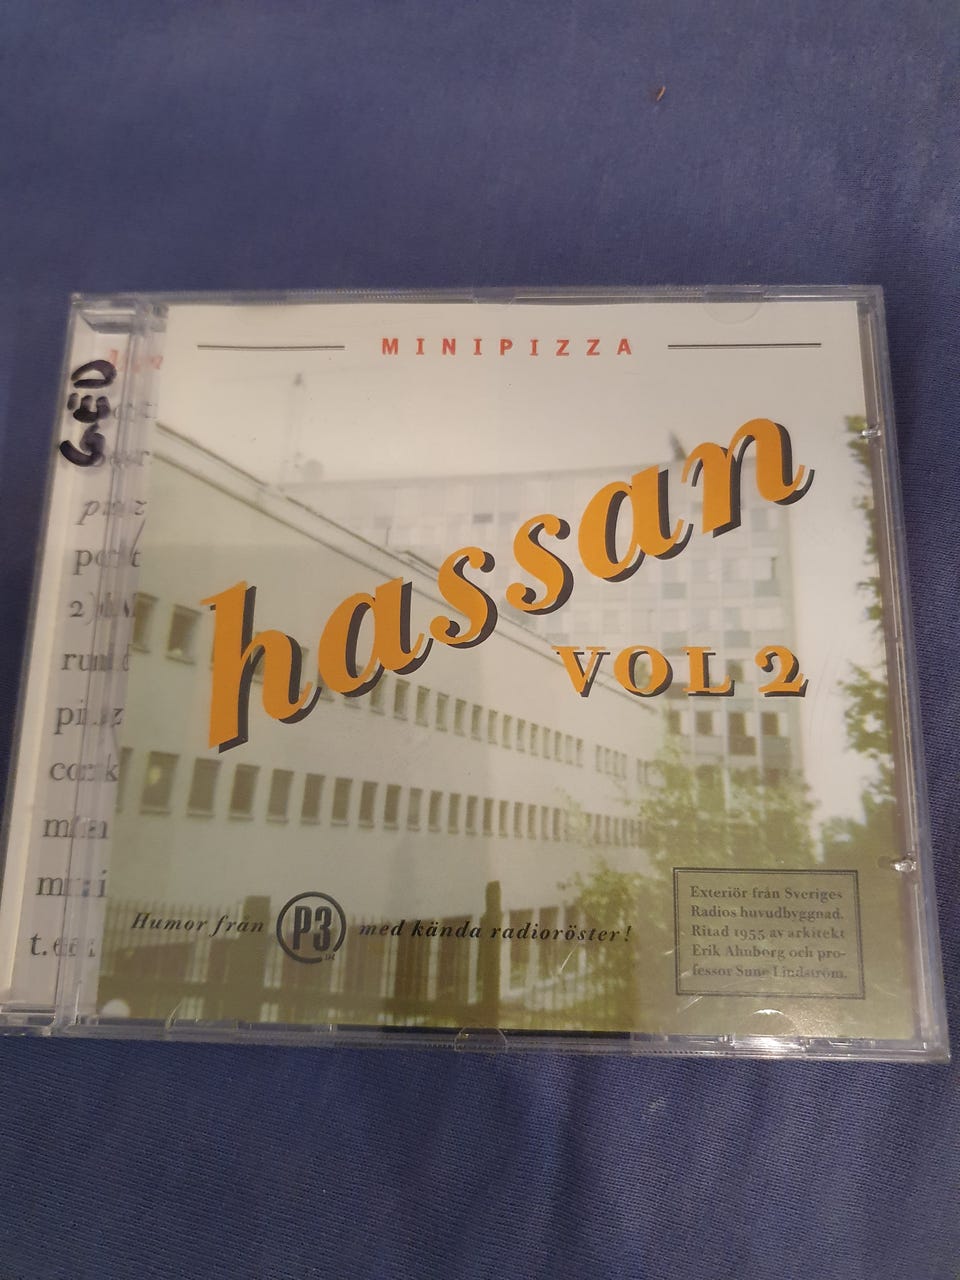 MINIPIZZA
hassan
VOL 2
GED
Humor från P3 med kända radioröster!
Exteriör från Sveriges
Radios huvudbyggnad.
Ritad 1955 av arkitekt
Erik Ahnborg och pro-
fessor Sune Lindström.